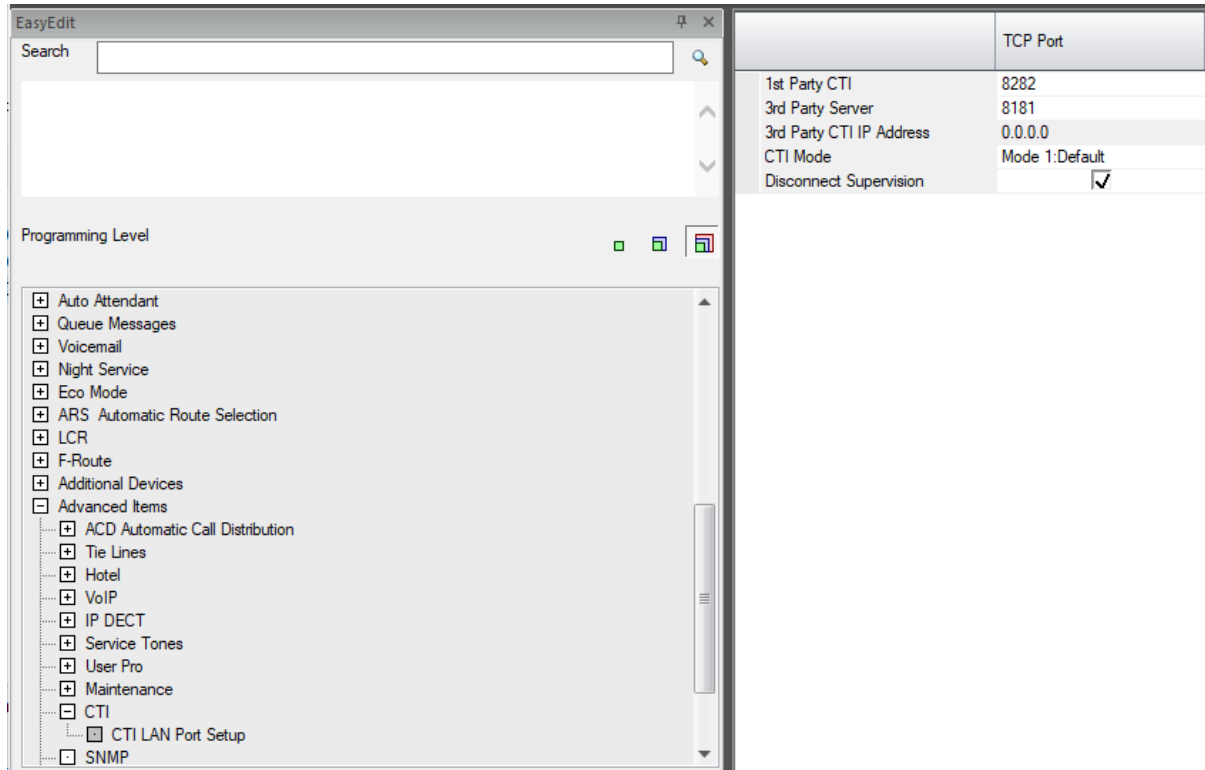 EasyEdit
Search
Programming Level
Auto Attendant
Queue Messages
Voicemail
Night Service
Eco Mode
ARS Automatic Route Selection
LCR
F-Route
Additional Devices
Advanced Items
ACD Automatic Call Distribution
Tie Lines
Hotel
VoIP
IP DECT
Service Tones
User Pro
Maintenance
CTI
CTI LAN Port Setup
SNMP
TCP Port
1st Party CTI 8282
3rd Party Server 8181
3rd Party CTI IP Address 0.0.0.0
CTI Mode Mode 1:Default
Disconnect Supervision